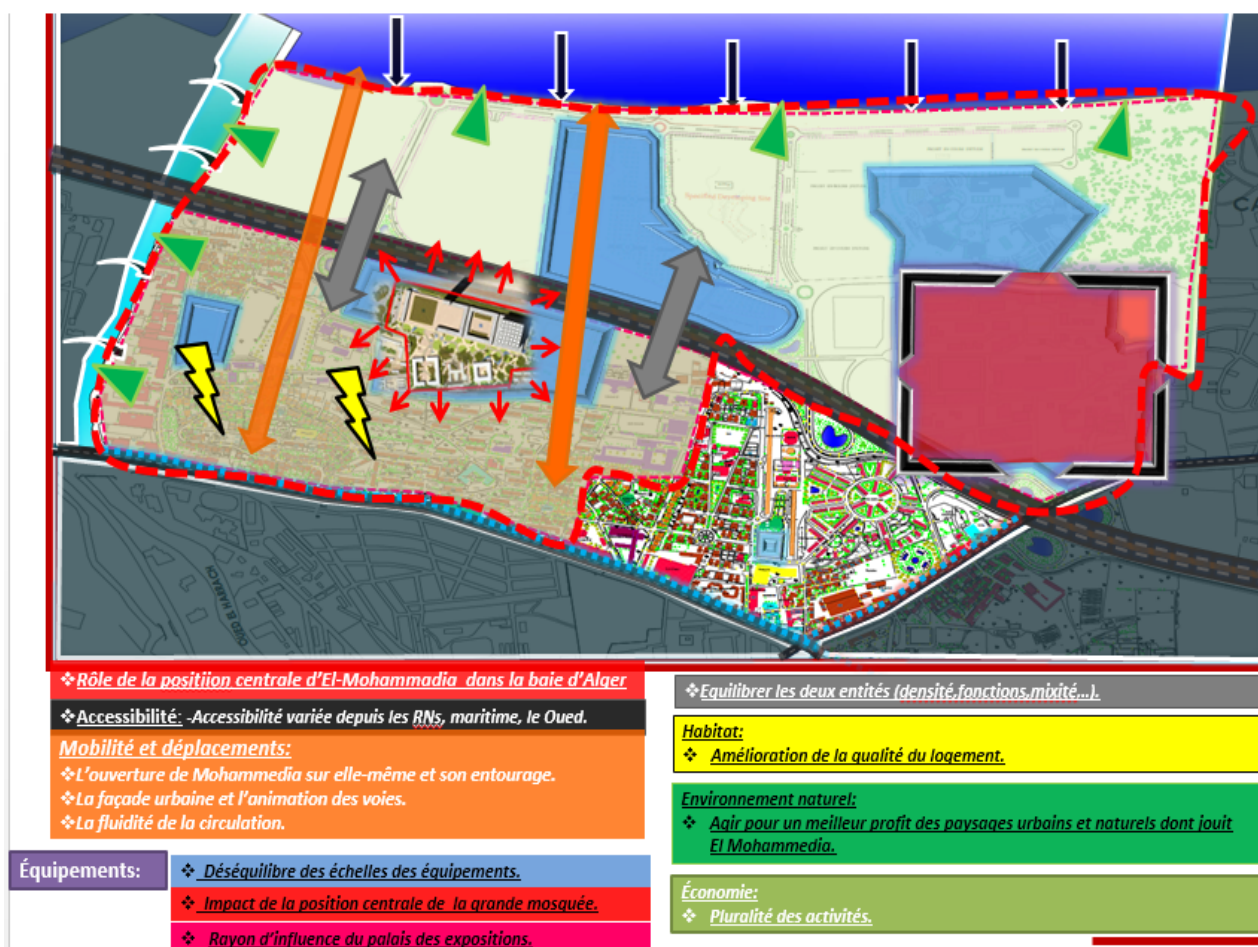 OUED EL HARRACH
❖Rôle de la positiion centrale d'El-Mohammadia dans la baie d'Alger
❖Accessibilité: -Accessibilité variée depuis les RNs, maritime, le Oued.
Mobilité et déplacements:
❖L'ouverture de Mohammedia sur elle-même et son entourage.
❖La façade urbaine et l'animation des voies.
❖La fluidité de la circulation.
Équipements:
❖ Déséquilibre des échelles des équipements.
❖ Impact de la position centrale de la grande mosquée.
❖ Rayon d'influence du palais des expositions.
❖Equilibrer les deux entités (densité,fonctions,mixité...).
Habitat:
❖ Amélioration de la qualité du logement.
Environnement naturel:
❖ Agir pour un meilleur profit des paysages urbains et naturels dont jouit
El Mohammedia.
Économie:
❖ Pluralité des activités.